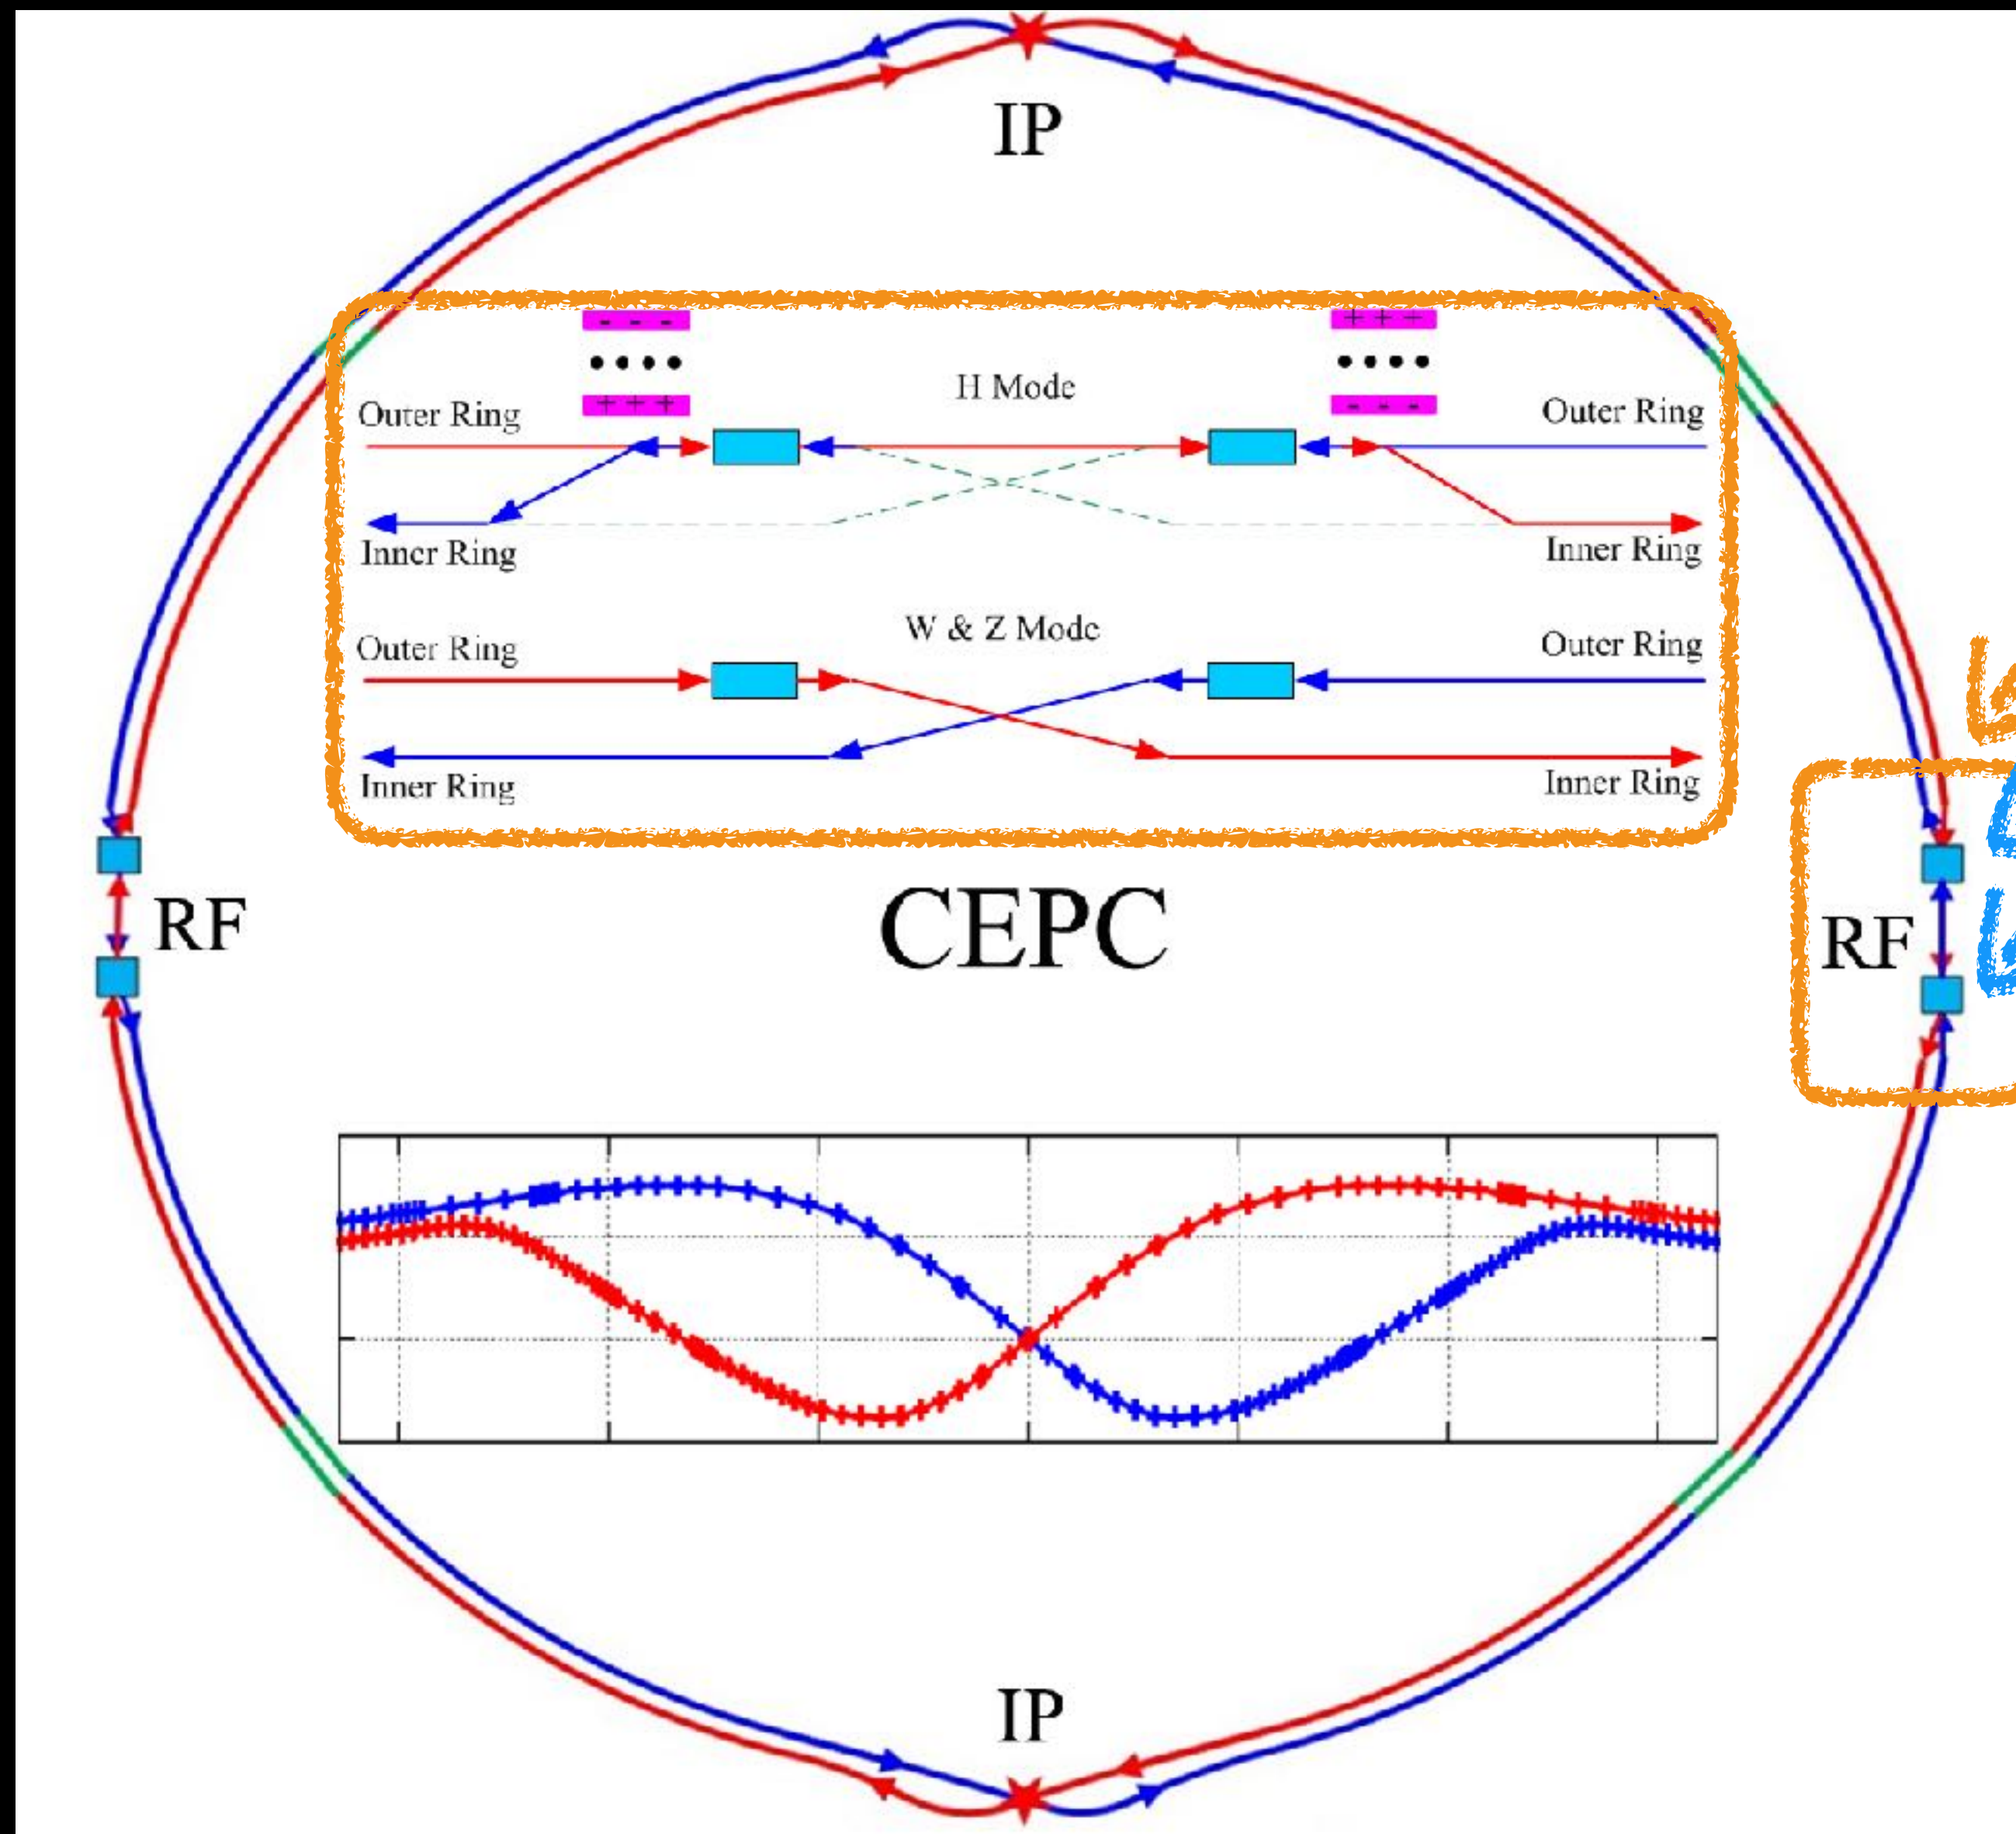 IP
- - -
+ + +
H Mode
+ + +
- - -
Outer Ring
Outer Ring
Inner Ring
Inner Ring
W & Z Mode
Outer Ring
Outer Ring
Inner Ring
Inner Ring
CEPC
RF
RF
IP